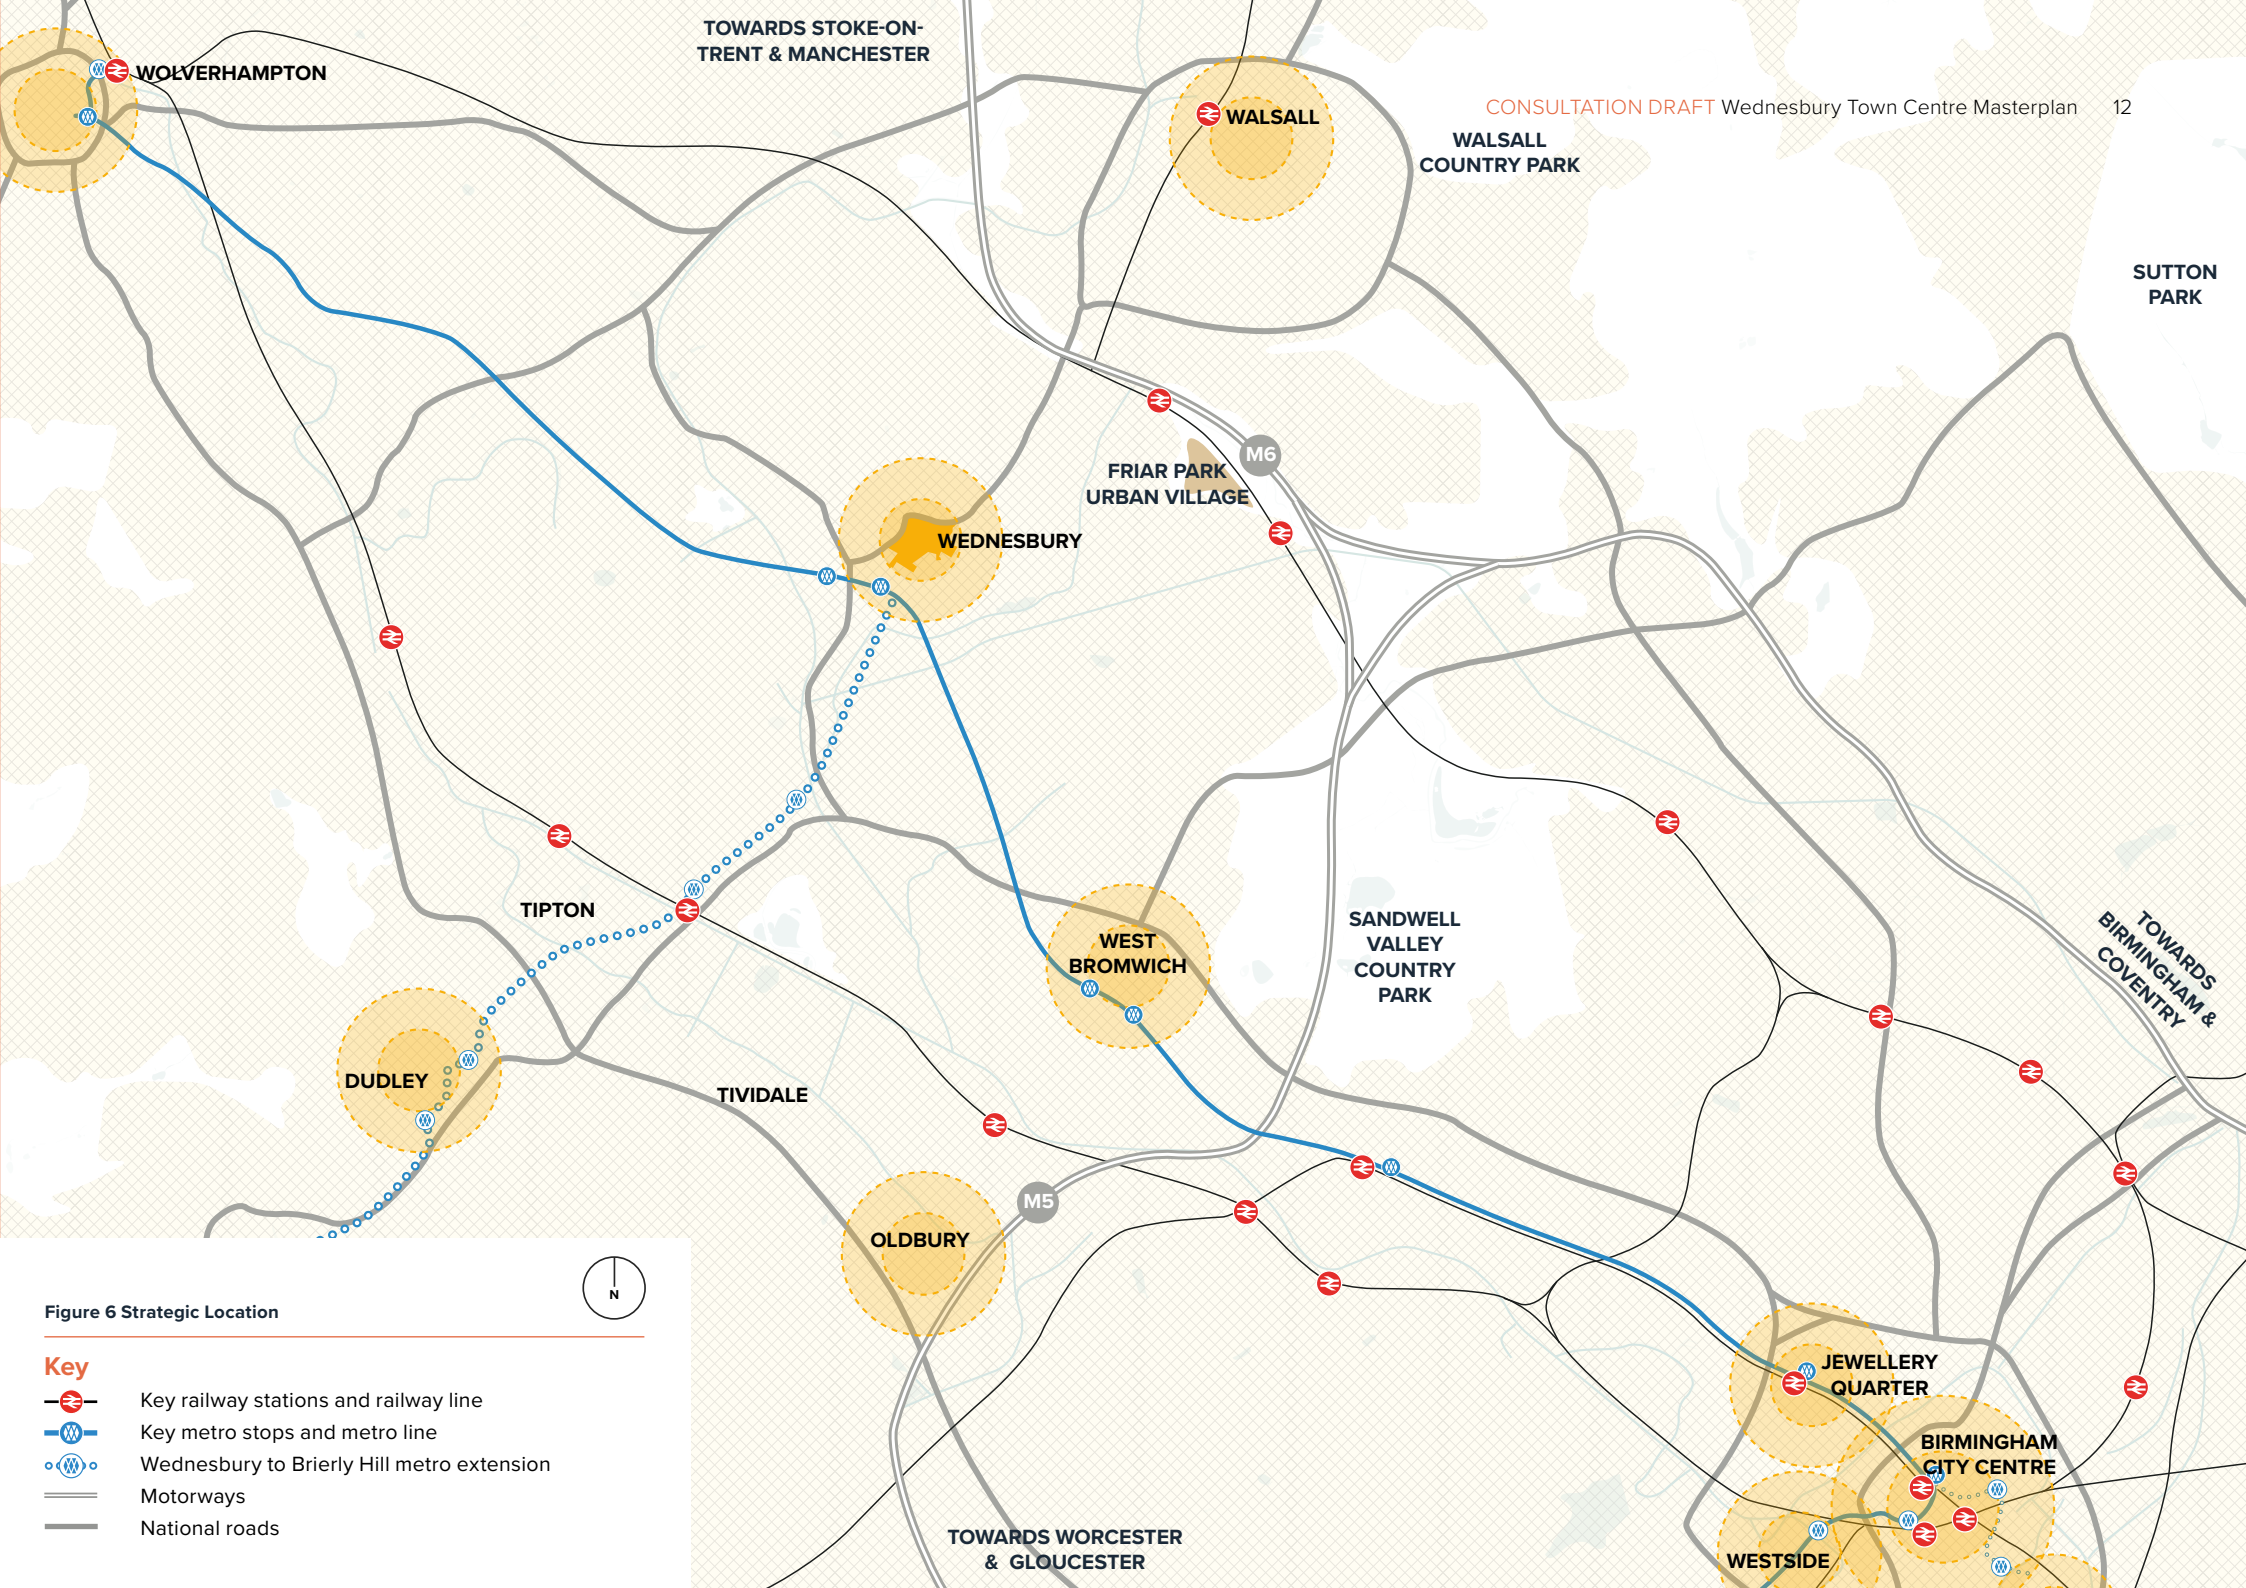 CONSULTATION DRAFT Wednesbury Town Centre Masterplan 12
TOWARDS STOKE-ON-
TRENT & MANCHESTER
WOLVERHAMPTON
WALSALL
WALSALL
COUNTRY PARK
SUTTON
PARK
M6
FRIAR PARK
URBAN VILLAGE
WEDNESBURY
TIPTON
WEST
BROMWICH
SANDWELL
VALLEY
COUNTRY
PARK
TOWARDS
BIRMINGHAM &
COVENTRY
DUDLEY
TIVIDALE
M5
OLDBURY
JEWELLERY
QUARTER
BIRMINGHAM
CITY CENTRE
WESTSIDE
TOWARDS WORCESTER
& GLOUCESTER
N
Figure 6 Strategic Location
Key
Key railway stations and railway line
Key metro stops and metro line
Wednesbury to Brierly Hill metro extension
Motorways
National roads